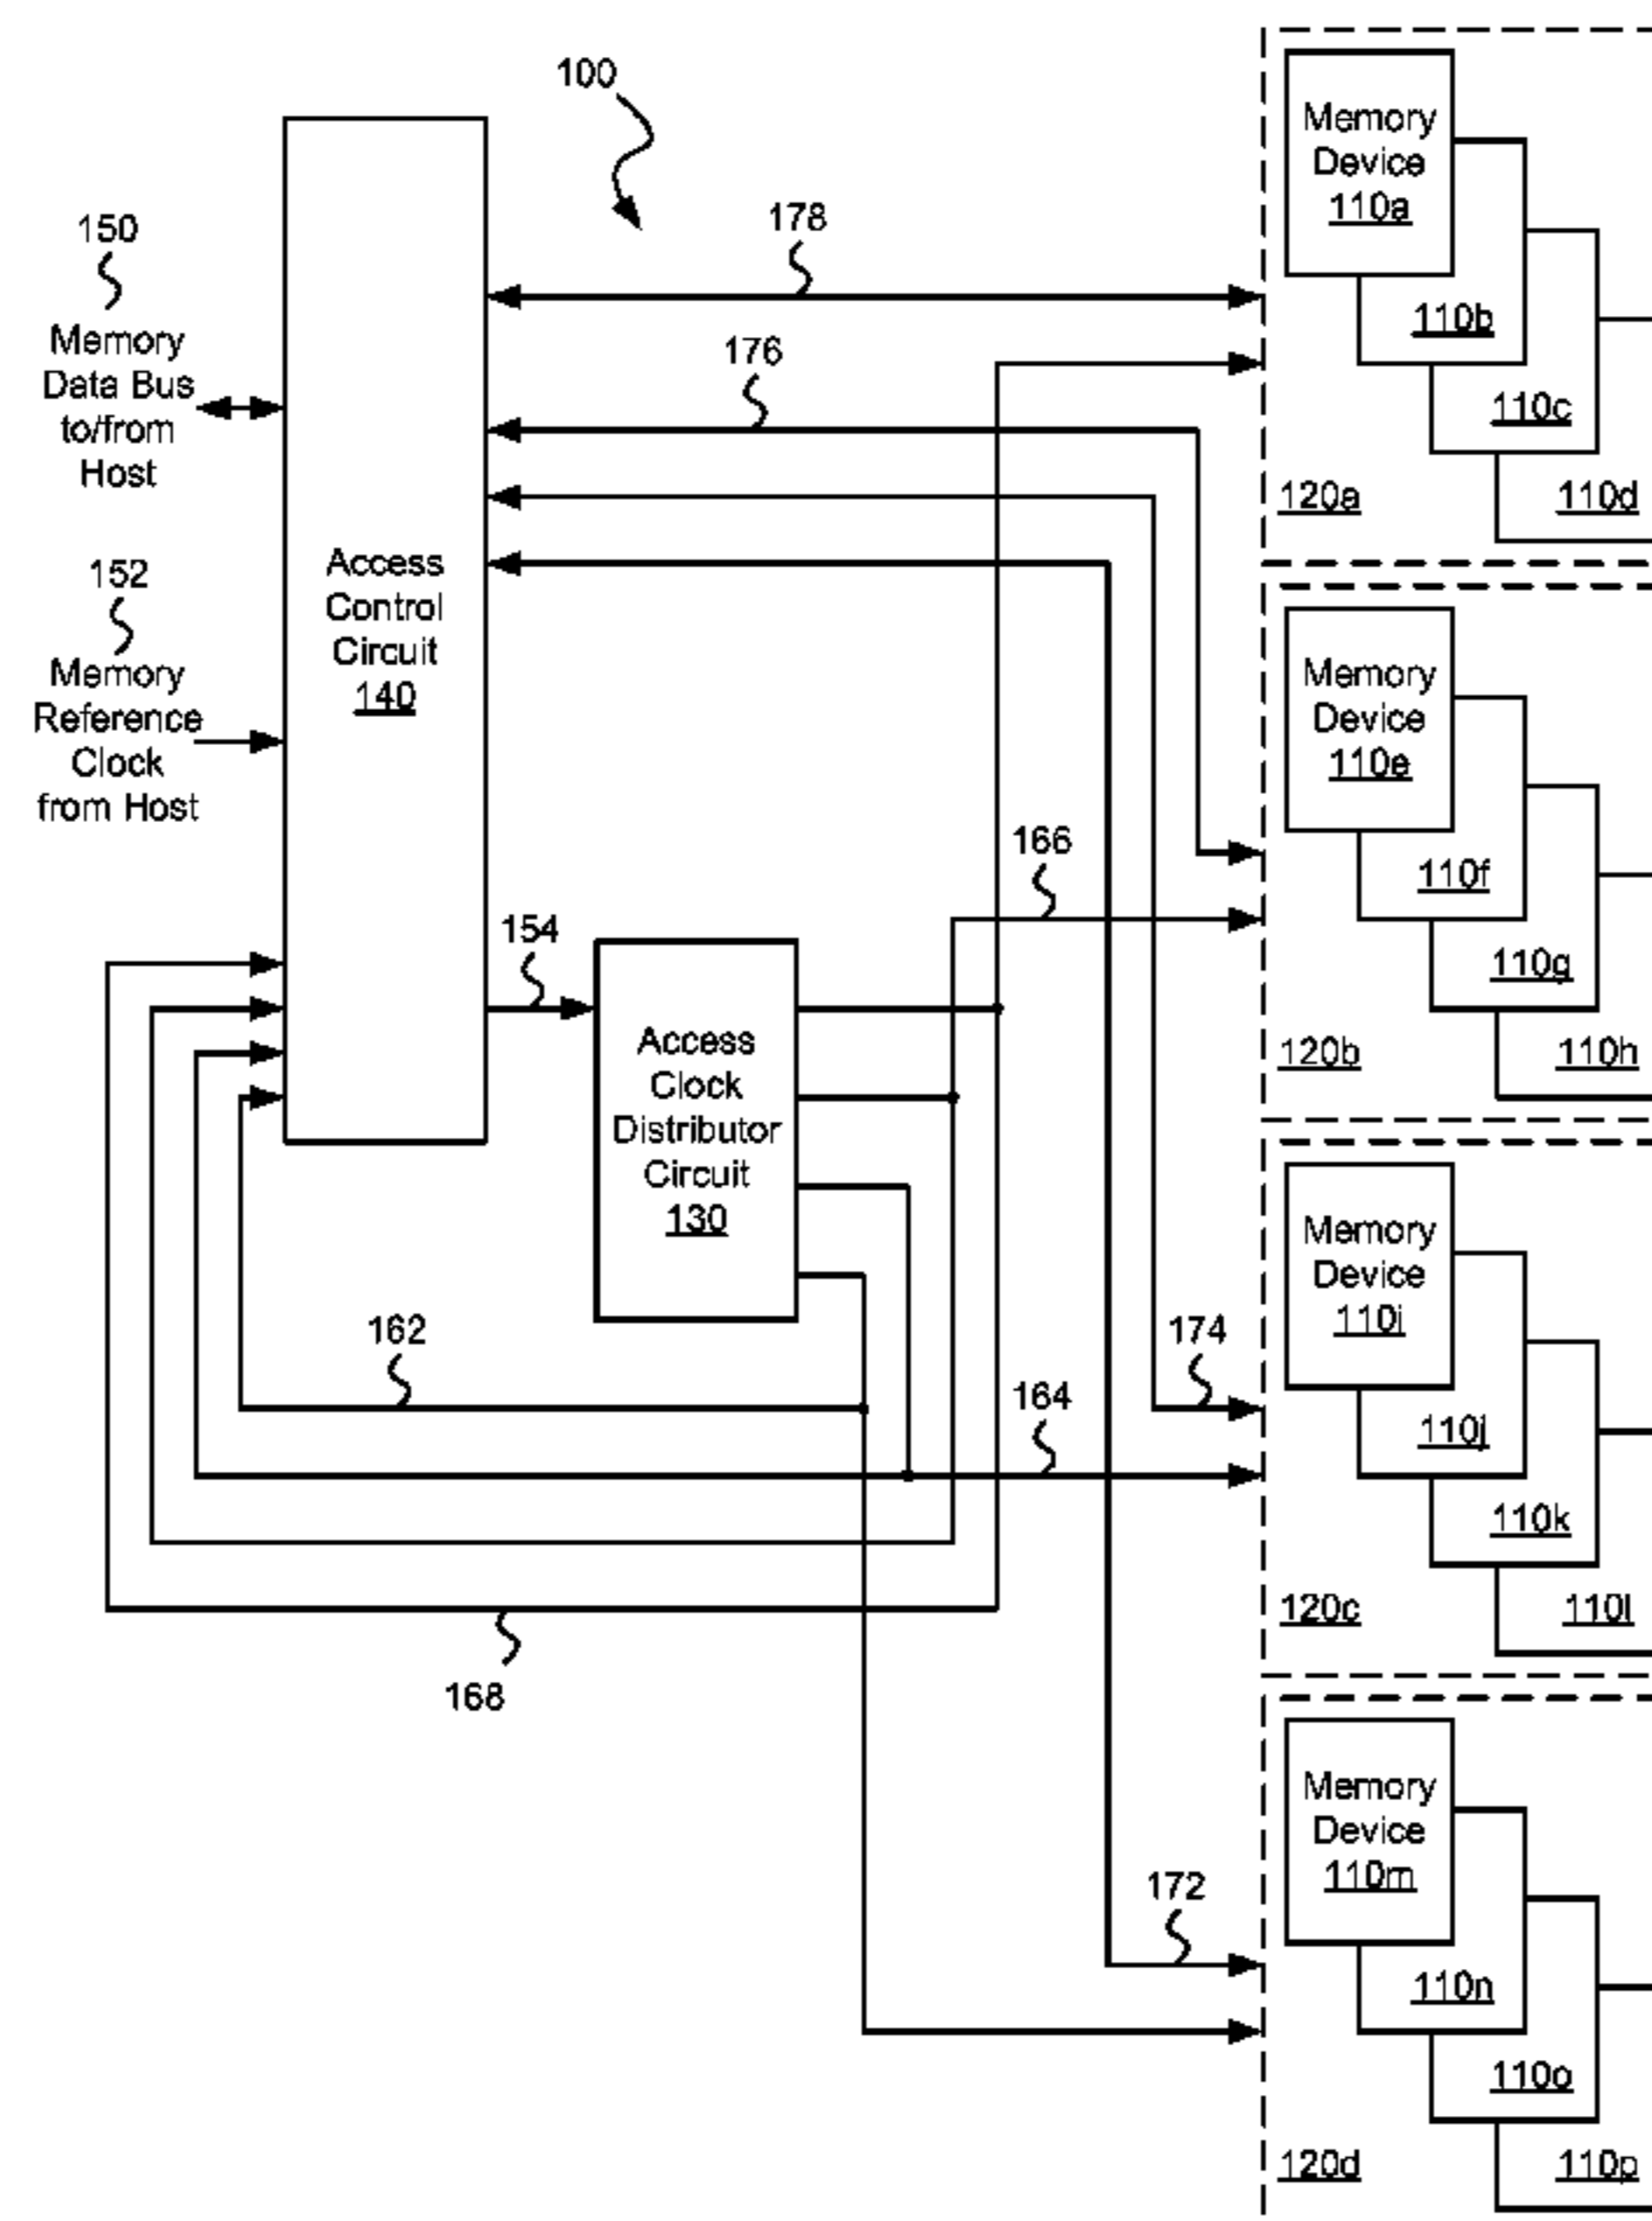 100
150
Memory
Data Bus
to/from
Host
152
Memory
Reference
Clock
from Host
Access
Control
Circuit
140
178
176
166
154
Access
Clock
Distributor
Circuit
130
162
174
164
168
172
Memory
Device
110a
110b
110c
120a
110d
Memory
Device
110e
110f
110g
120b
110h
Memory
Device
110i
110j
110k
120c
110l
Memory
Device
110m
110n
110o
120d
110p